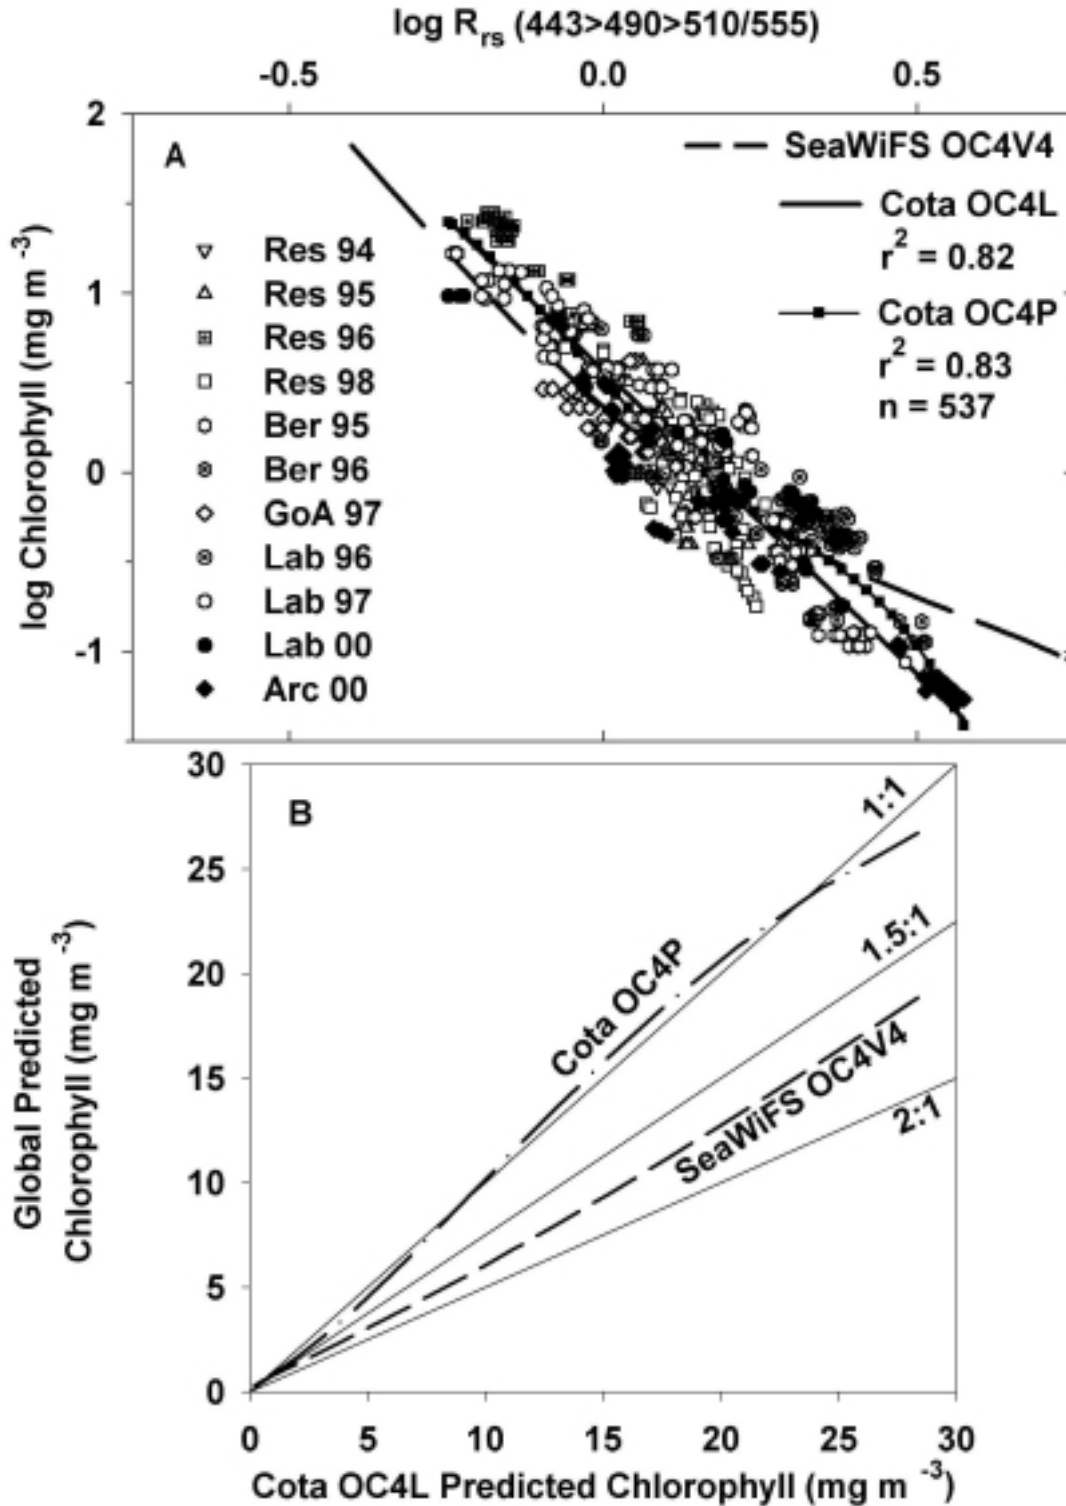 log Rrs (443>490>510/555)
-0.5 0.0 0.5
2
1
0
-1
log Chlorophyll (mg m -3)
A
SeaWiFS OC4V4
Cota OC4L
r2 = 0.82
Cota OC4P
r2 = 0.83
n = 537
Res 94
Res 95
Res 96
Res 98
Ber 95
Ber 96
GoA 97
Lab 96
Lab 97
Lab 00
Arc 00
B
30
25
20
15
10
5
0
Global Predicted
Chlorophyll (mg m -3)
1:1
1.5:1
2:1
Cota OC4P
SeaWiFS OC4V4
0 5 10 15 20 25 30
Cota OC4L Predicted Chlorophyll (mg m -3)